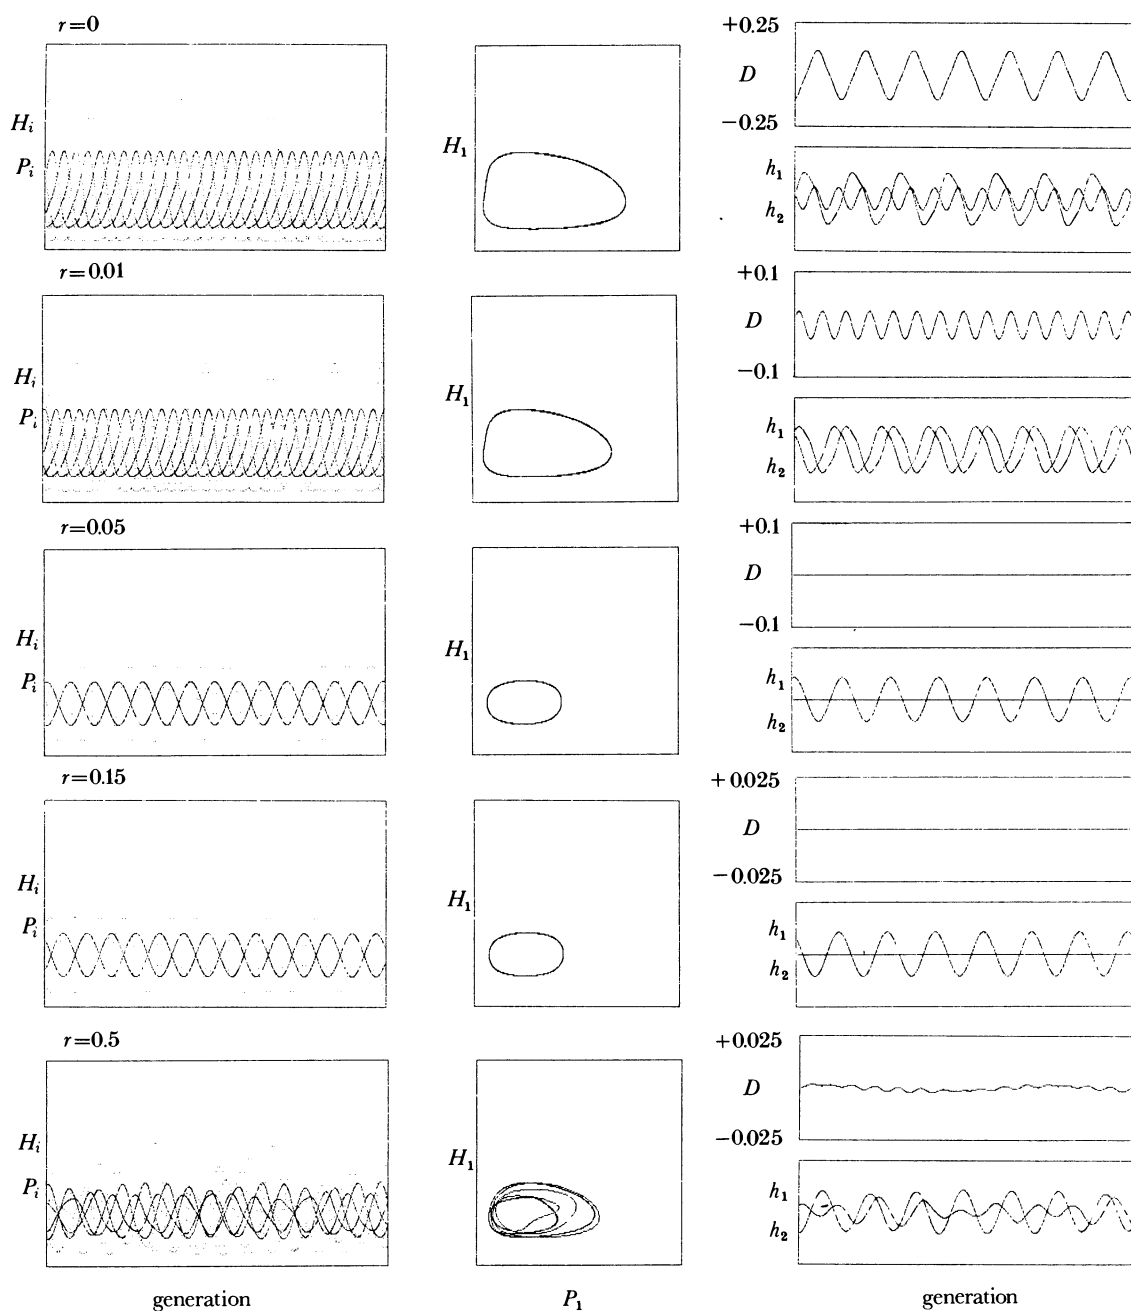 r=0
+0.25
D
−0.25
H_i
P_i
H_1
h_1
h_2
r=0.01
+0.1
D
−0.1
H_i
P_i
H_1
h_1
h_2
r=0.05
+0.1
D
−0.1
H_i
P_i
H_1
h_1
h_2
r=0.15
+0.025
D
−0.025
H_i
P_i
H_1
h_1
h_2
r=0.5
+0.025
D
−0.025
H_i
P_i
H_1
h_1
h_2
generation
P_1
generation